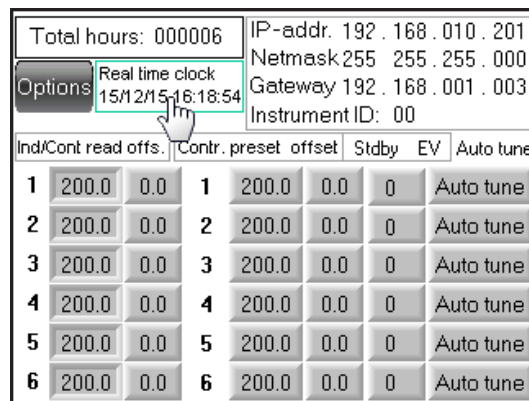 Total hours: 000006
IP-addr. 192.168.010.201
Netmask 255 255.255.000
Options
Real time clock
15/12/15-16:18:54
Gateway 192.168.001.003
Instrument ID: 00
Ind/Cont read offs. Contr. preset offset Stdby EV Auto tune
1 200.0 0.0 1 200.0 0.0 0 Auto tune
2 200.0 0.0 2 200.0 0.0 0 Auto tune
3 200.0 0.0 3 200.0 0.0 0 Auto tune
4 200.0 0.0 4 200.0 0.0 0 Auto tune
5 200.0 0.0 5 200.0 0.0 0 Auto tune
6 200.0 0.0 6 200.0 0.0 0 Auto tune